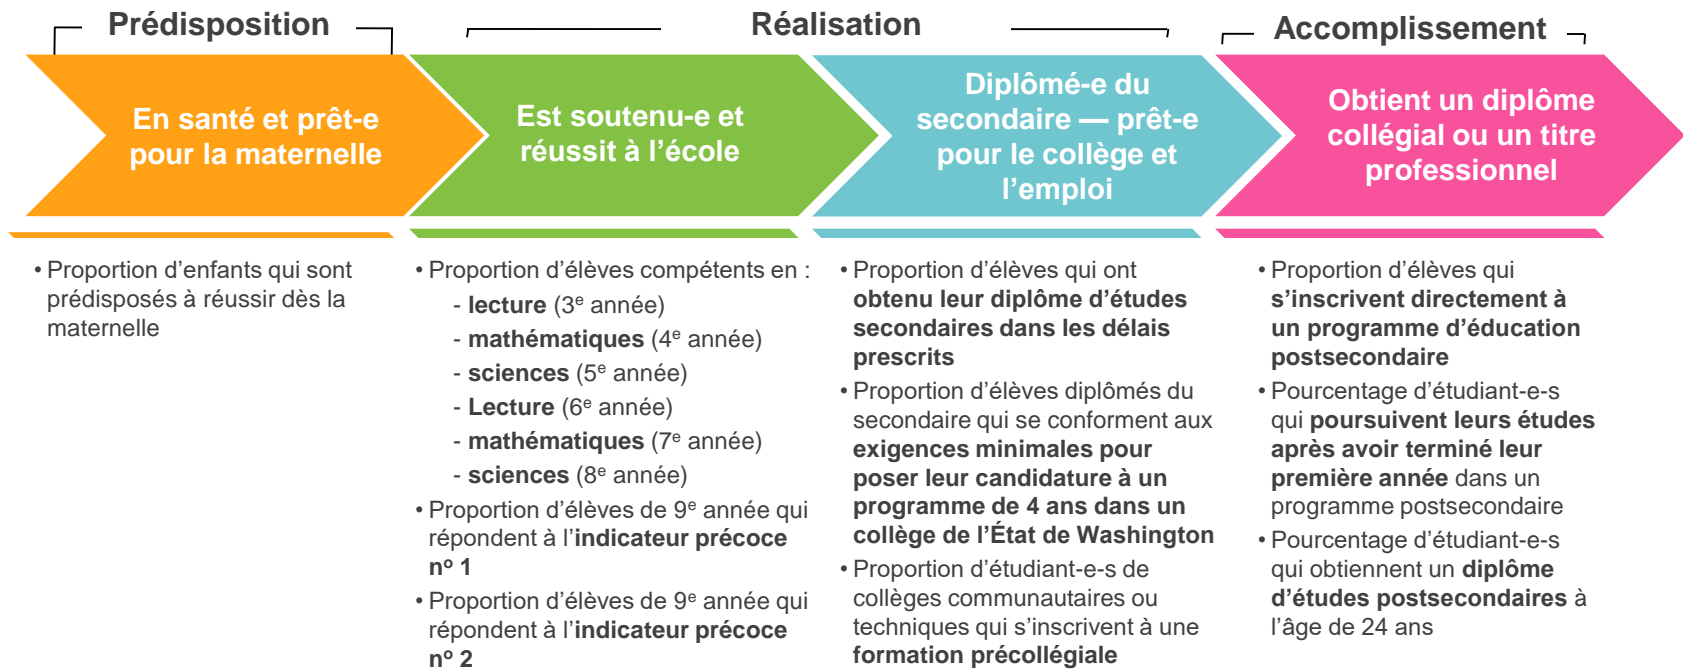 Prédisposition
Réalisation
Accomplissement
En santé et prêt-e
pour la maternelle
Est soutenu-e et
réussit à l’école
Diplômé-e du
secondaire — prêt-e
pour le collège et
l’emploi
Obtient un diplôme
collégial ou un titre
professionnel
• Proportion d’enfants qui sont
prédisposés à réussir dès la
maternelle
• Proportion d’élèves compétents en :
- lecture (3e année)
- mathématiques (4e année)
- sciences (5e année)
- Lecture (6e année)
- mathématiques (7e année)
- sciences (8e année)
• Proportion d’élèves de 9e année qui
répondent à l’indicateur précoce
nº 1
• Proportion d’élèves de 9e année qui
répondent à l’indicateur précoce
nº 2
• Proportion d’élèves qui ont
obtenu leur diplôme d’études
secondaires dans les délais
prescrits
• Proportion d’élèves diplômés du
secondaire qui se conforment aux
exigences minimales pour
poser leur candidature à un
programme de 4 ans dans un
collège de l’État de Washington
• Proportion d’étudiant-e-s de
collèges communautaires ou
techniques qui s’inscrivent à une
formation précollégiale
• Proportion d’élèves qui
s’inscrivent directement à
un programme d’éducation
postsecondaire
• Pourcentage d’étudiant-e-s
qui poursuivent leurs études
après avoir terminé leur
première année dans un
programme postsecondaire
• Pourcentage d’étudiant-e-s
qui obtiennent un diplôme
d’études postsecondaires à
l’âge de 24 ans